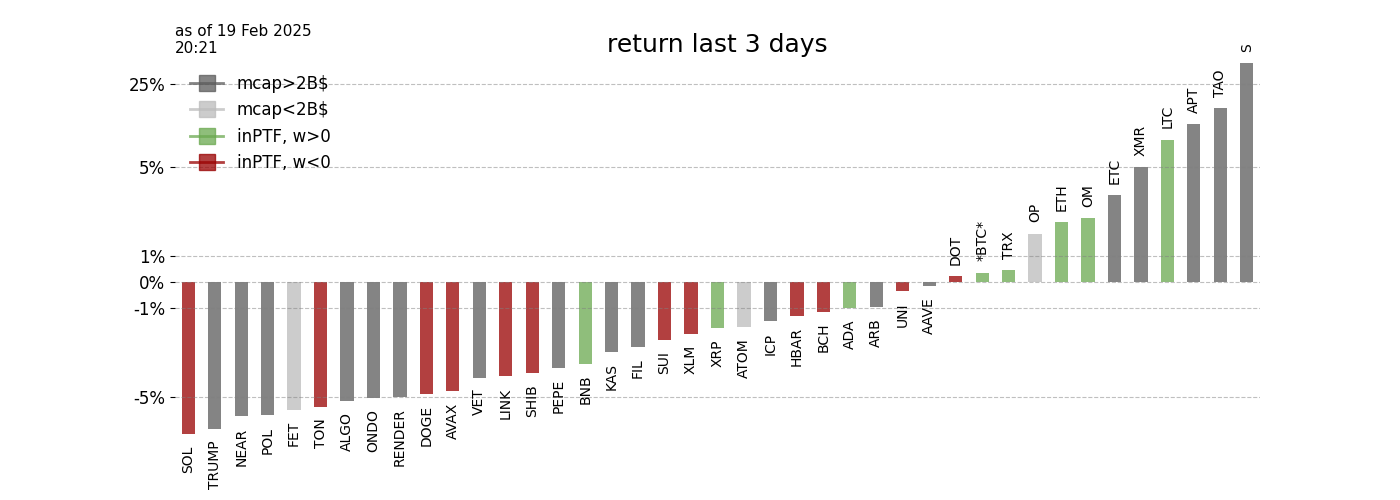 as of 19 Feb 2025
20:21
return last 3 days
25%
5%
1%
0%
-1%
-5%
mcap>2B$
mcap<2B$
inPTF, w>0
inPTF, w<0
SOL
TRUMP
NEAR
POL
FET
TON
ALGO
ONDO
RENDER
DOGE
AVAX
VET
LINK
SHIB
PEPE
BNB
KAS
FIL
SUI
XLM
XRP
ATOM
ICP
HBAR
BCH
ADA
ARB
UNI
AAVE
DOT
*BTC*
TRX
OP
ETH
OM
ETC
XMR
LTC
APT
TAO
S